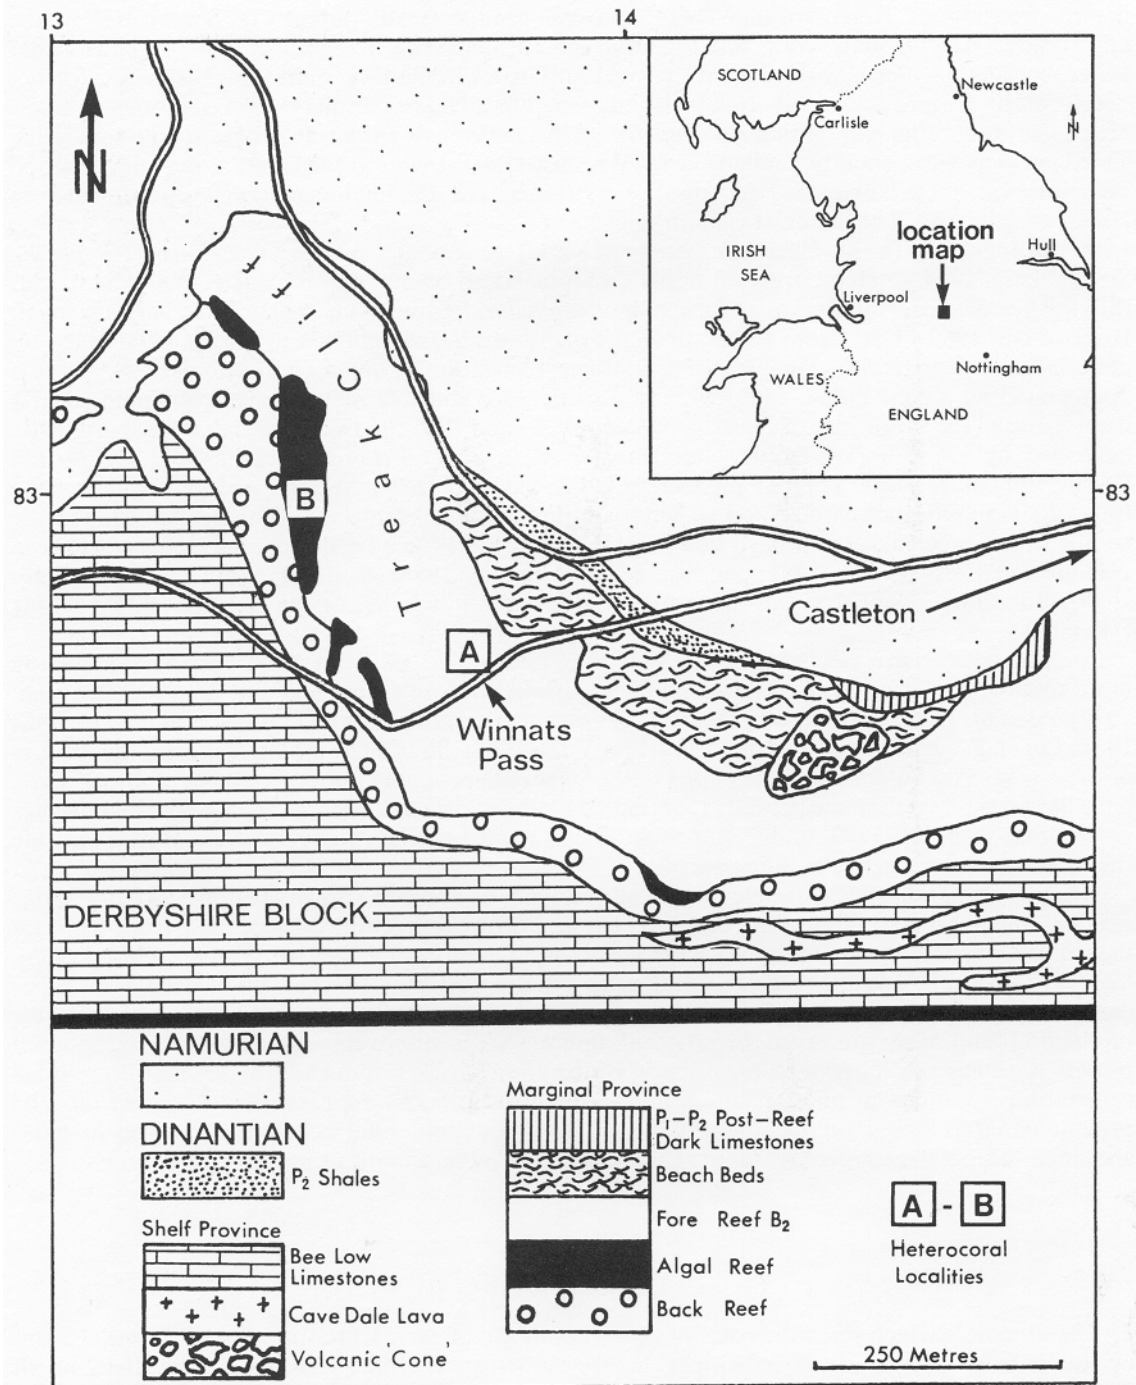 13
14
N
SCOTLAND
Newcastle
N
Carlisle
location
map
IRISH
SEA
Hull
Liverpool
Nottingham
WALES
ENGLAND
Treak Cliff
83
83
B
A
Castleton
Winnats
Pass
DERBYSHIRE BLOCK
NAMURIAN
DINANTIAN
P₂ Shales
Shelf Province
Bee Low
Limestones
Cave Dale Lava
Volcanic 'Cone'
Marginal Province
P₁–P₂ Post–Reef
Dark Limestones
Beach Beds
Fore Reef B₂
Algal Reef
Back Reef
A - B
Heterocoral
Localities
250 Metres